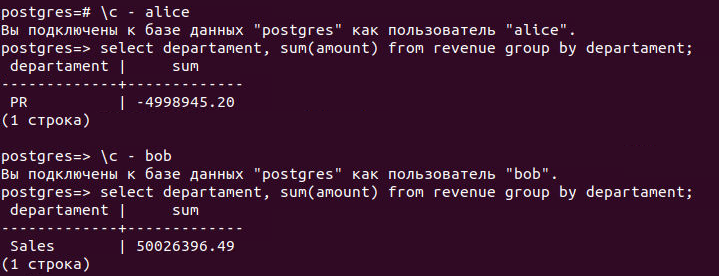 postgres=# \c - alice
Вы подключены к базе данных "postgres" как пользователь "alice".
postgres=> select departament, sum(amount) from revenue group by departament;
 departament |     sum
-------------+-------------
 PR          | -4998945.20
(1 строка)

postgres=> \c - bob
Вы подключены к базе данных "postgres" как пользователь "bob".
postgres=> select departament, sum(amount) from revenue group by departament;
 departament |     sum
-------------+-------------
 Sales       | 50026396.49
(1 строка)